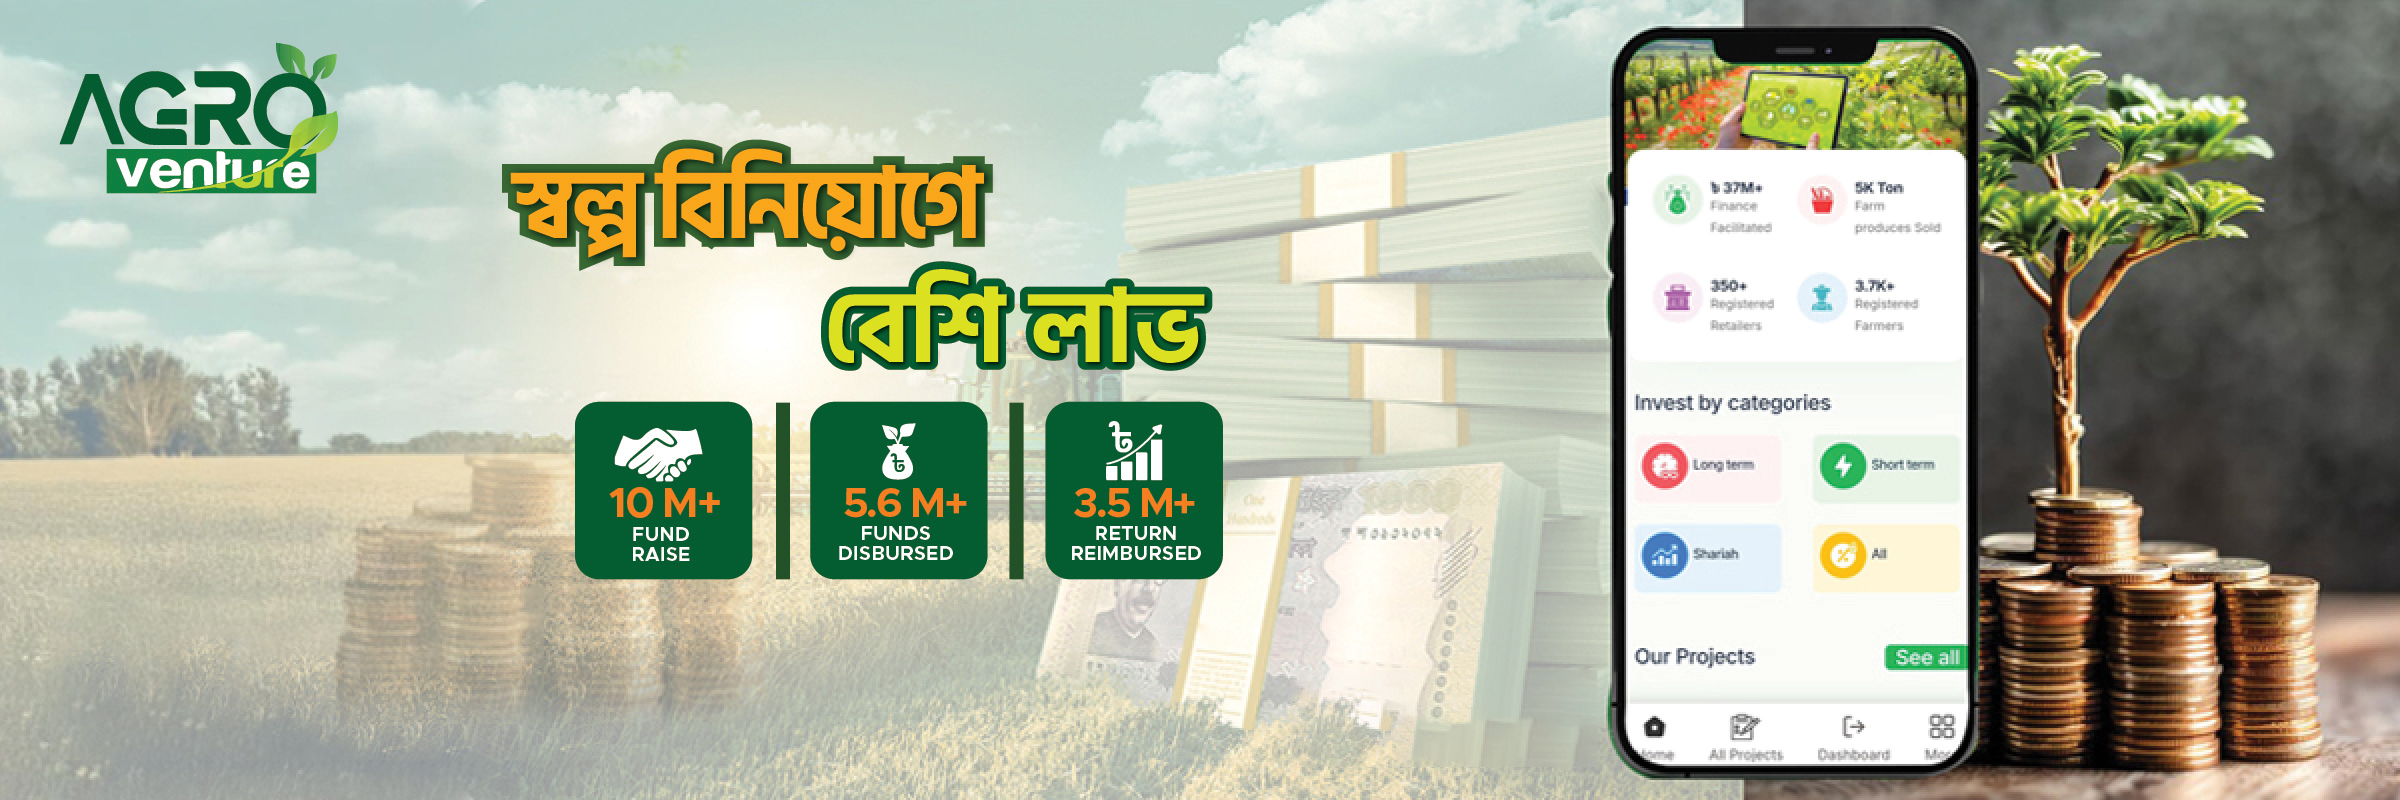 AGRO
venture
স্বল্প বিনিয়োগে
বেশি লাভ
10 M+
FUND
RAISE
5.6 M+
FUNDS
DISBURSED
3.5 M+
RETURN
REIMBURSED
৳ 37M+
Finance
Facilitated
5K Ton
Farm
produces Sold
350+
Registered
Retailers
3.7K+
Registered
Farmers
Invest by categories
Long term
Short term
Shariah
All
Our Projects
See all
All Projects
Dashboard
One
Hundreds